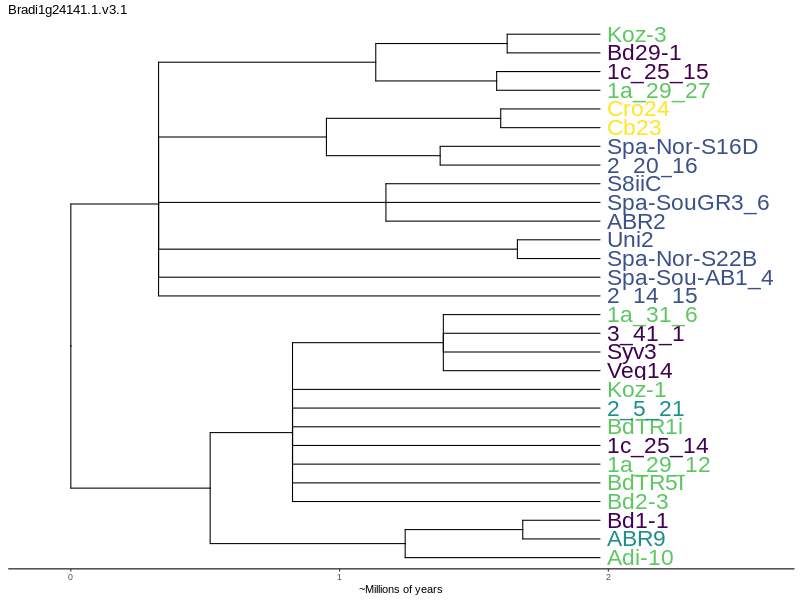 Bradi1g24141.1.v3.1
Koz-3
Bd29-1
1c_25_15
1a_29_27
Cro24
Cb23
Spa-Nor-S16D
2_20_16
S8iiC
Spa-SouGR3_6
ABR2
Uni2
Spa-Nor-S22B
Spa-Sou-AB1_4
2_14_15
1a_31_6
3_41_1
Syv3
Veg14
Koz-1
2_5_21
BdTR1i
1c_25_14
1a_29_12
BdTR5I
Bd2-3
Bd1-1
ABR9
Adi-10
0 1 2
~Millions of years